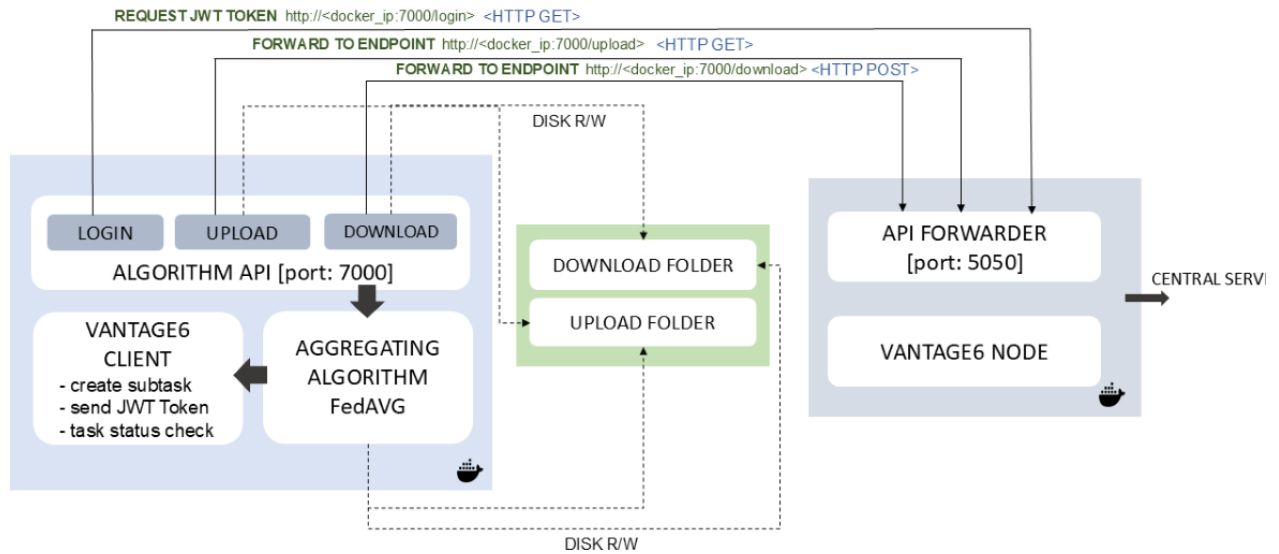 REQUEST JWT TOKEN http://<docker_ip:7000/login> <HTTP GET>
FORWARD TO ENDPOINT http://<docker_ip:7000/upload> <HTTP GET>
FORWARD TO ENDPOINT http://<docker_ip:7000/download> <HTTP POST>
DISK R/W
LOGIN
UPLOAD
DOWNLOAD
ALGORITHM API [port: 7000]
VANTAGE6
CLIENT
- create subtask
- send JWT Token
- task status check
AGGREGATING
ALGORITHM
FedAVG
DOWNLOAD FOLDER
UPLOAD FOLDER
API FORWARDER
[port: 5050]
VANTAGE6 NODE
CENTRAL SERV
DISK R/W